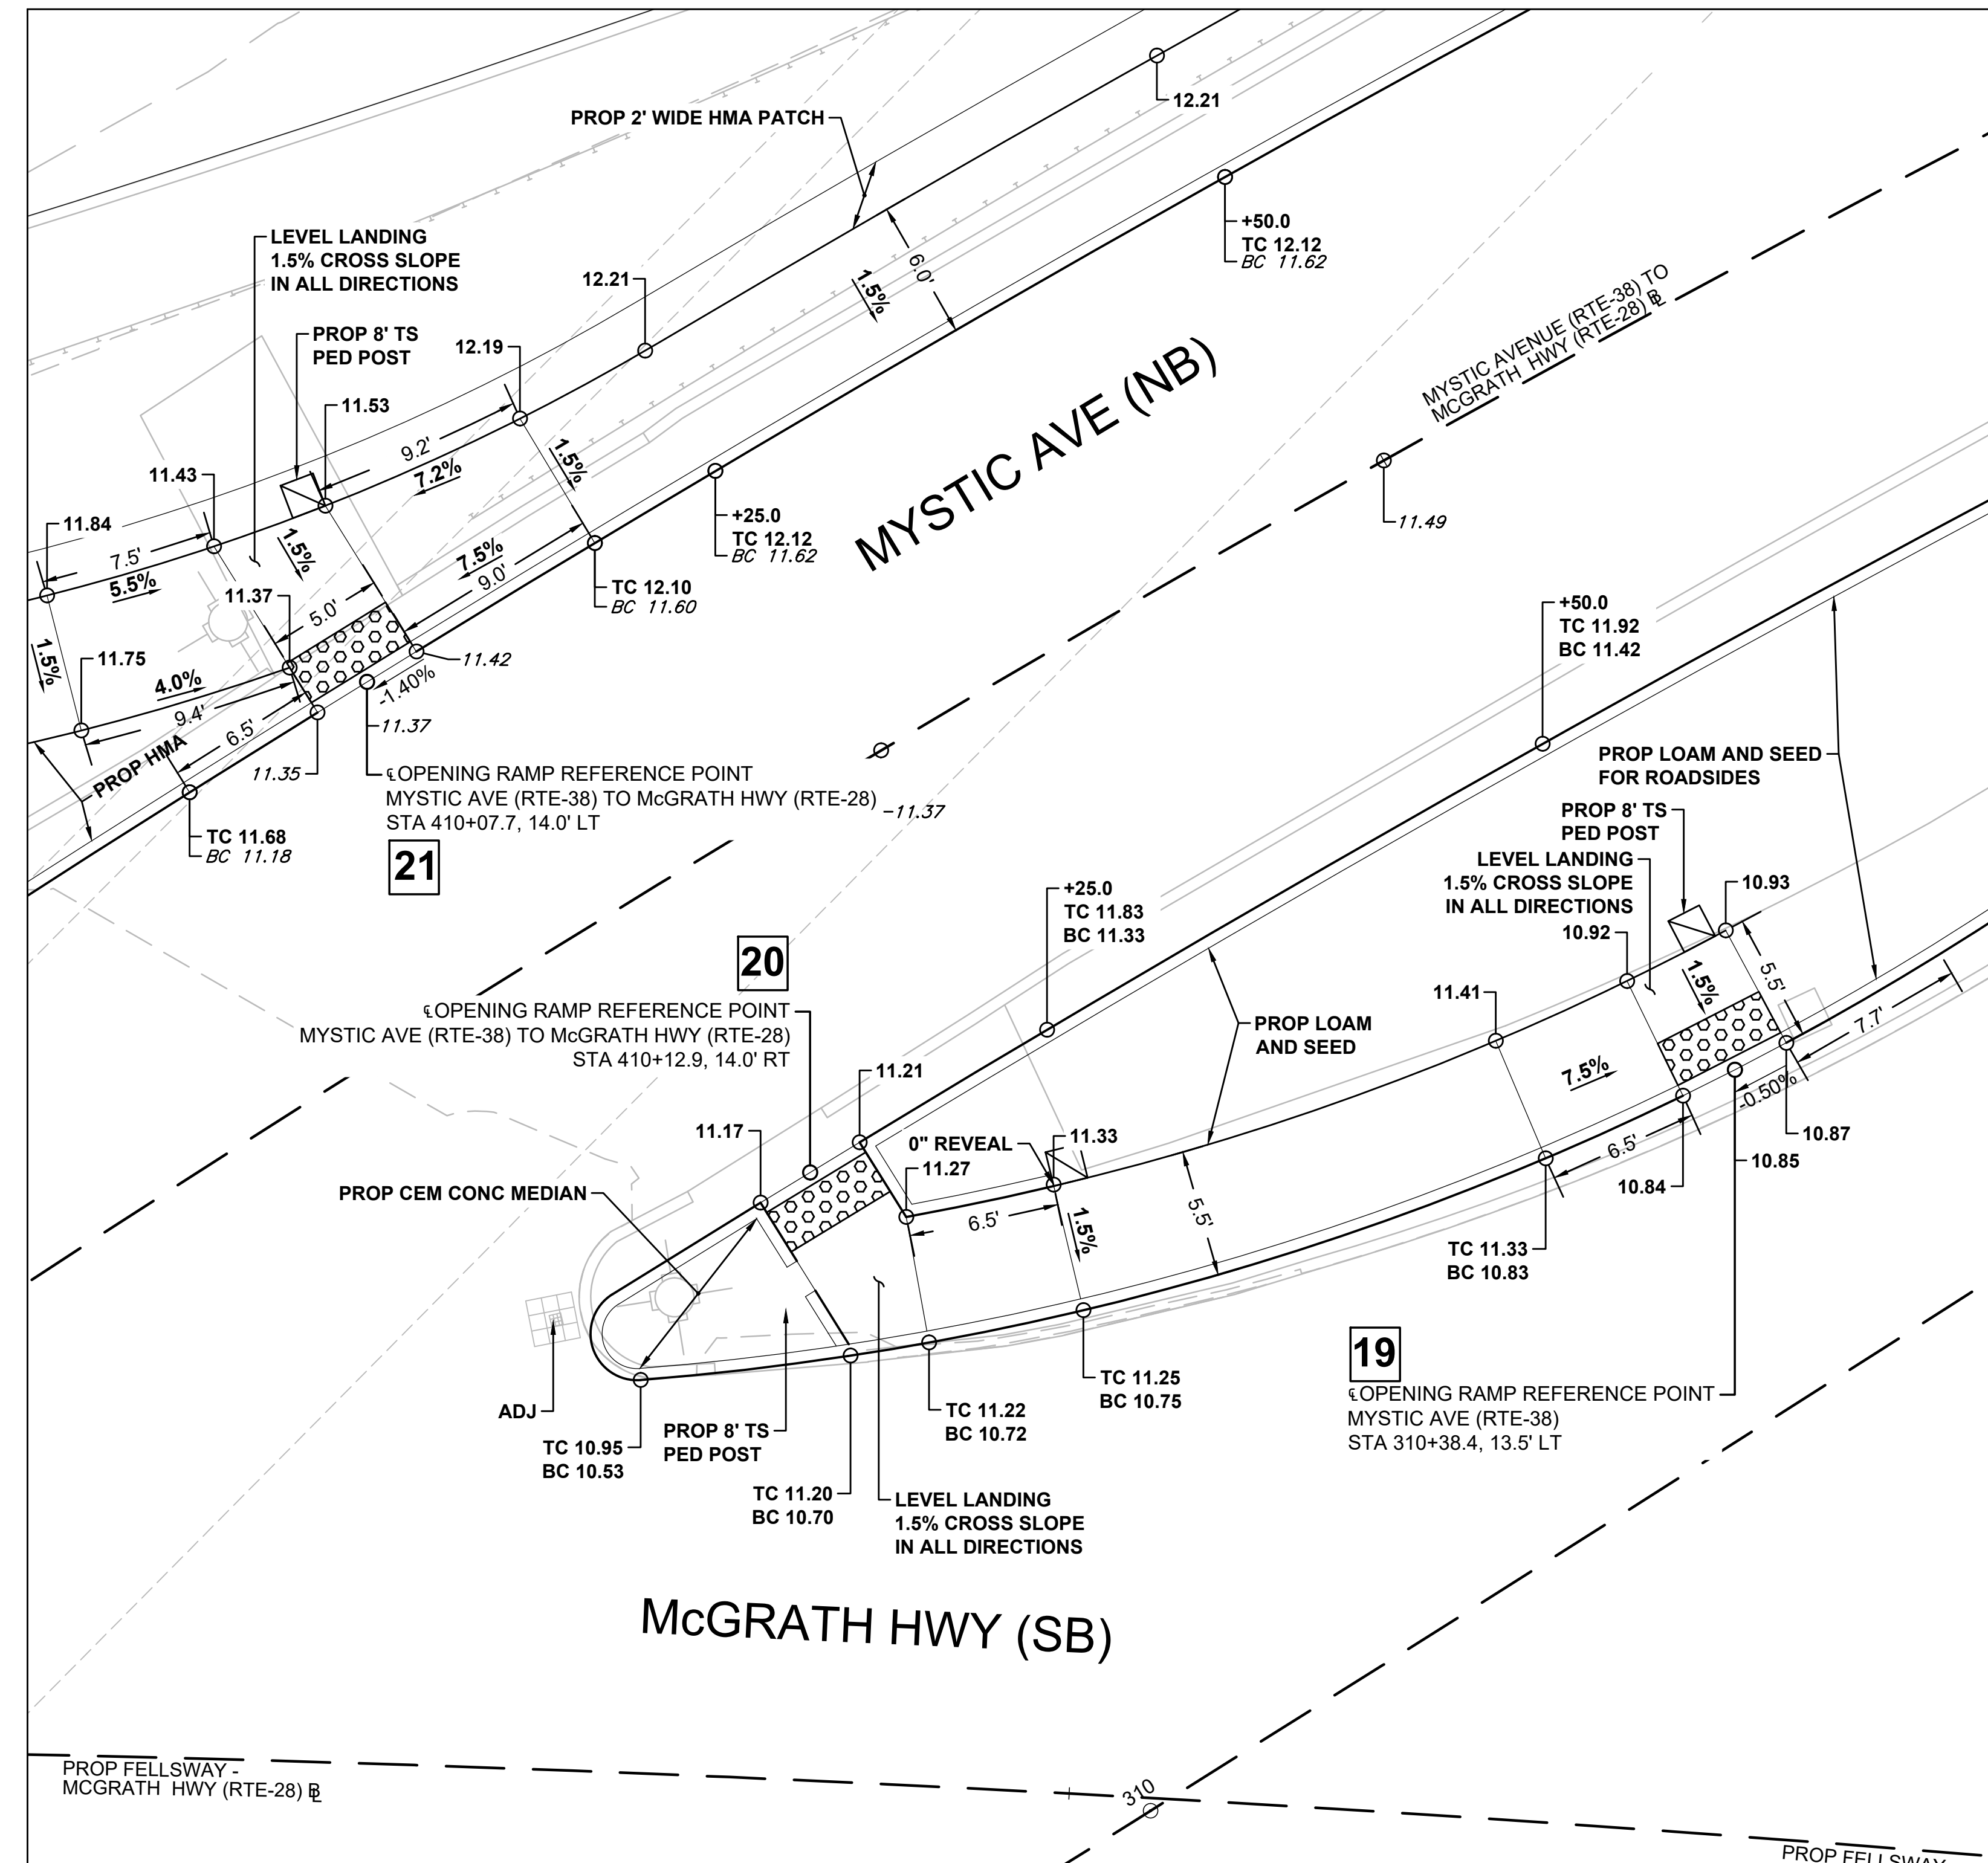 12.21
PROP 2' WIDE HMA PATCH
+50.0
TC 12.12
BC 11.62
6.0'
1.5%
LEVEL LANDING
1.5% CROSS SLOPE
IN ALL DIRECTIONS
12.21
MYSTIC AVENUE (RTE-38) TO
MCGRATH HWY (RTE-28) BL
PROP 8' TS
PED POST
12.19
11.53
9.2'
7.2%
1.5%
MYSTIC AVE (NB)
11.43
11.84
7.5'
5.5%
1.5%
+25.0
TC 12.12
BC 11.62
11.49
7.5%
9.0'
TC 12.10
BC 11.60
11.37
5.0'
1.5%
11.75
4.0%
9.4'
6.5'
11.42
-1.40%
11.37
PROP HMA
11.35
℄ OPENING RAMP REFERENCE POINT
MYSTIC AVE (RTE-38) TO McGRATH HWY (RTE-28)
STA 410+07.7, 14.0' LT
11.37
21
TC 11.68
BC 11.18
+50.0
TC 11.92
BC 11.42
PROP LOAM AND SEED
FOR ROADSIDES
PROP 8' TS
PED POST
LEVEL LANDING
1.5% CROSS SLOPE
IN ALL DIRECTIONS
10.93
10.92
1.5%
5.5'
7.7'
+25.0
TC 11.83
BC 11.33
20
℄ OPENING RAMP REFERENCE POINT
MYSTIC AVE (RTE-38) TO McGRATH HWY (RTE-28)
STA 410+12.9, 14.0' RT
11.41
PROP LOAM
AND SEED
7.5%
-0.50%
11.21
11.17
0" REVEAL
11.33
11.27
10.87
10.85
6.5'
10.84
PROP CEM CONC MEDIAN
6.5'
1.5%
5.5'
TC 11.33
BC 10.83
19
℄ OPENING RAMP REFERENCE POINT
MYSTIC AVE (RTE-38)
STA 310+38.4, 13.5' LT
TC 11.25
BC 10.75
TC 11.22
BC 10.72
ADJ
TC 10.95
BC 10.53
PROP 8' TS
PED POST
TC 11.20
BC 10.70
LEVEL LANDING
1.5% CROSS SLOPE
IN ALL DIRECTIONS
McGRATH HWY (SB)
PROP FELLSWAY -
MCGRATH HWY (RTE-28) BL
310
PROP FELLSWAY